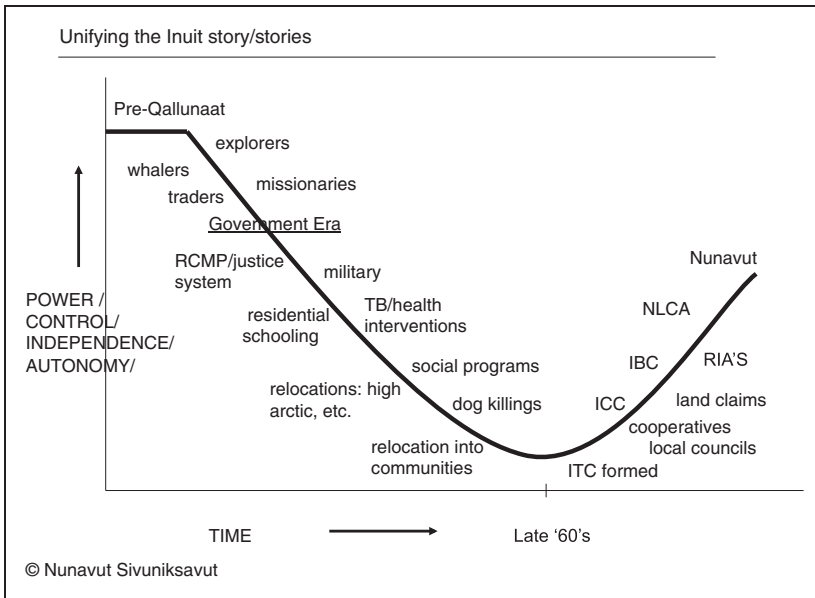 Unifying the Inuit story/stories
Pre-Qallunaat
explorers
whalers
missionaries
traders
Government Era
RCMP/justice
system
military
POWER /
CONTROL/
INDEPENDENCE/
AUTONOMY/
residential
schooling
TB/health
interventions
social programs
relocations: high
arctic, etc.
dog killings
relocation into
communities
Nunavut
NLCA
IBC
RIA'S
ICC
land claims
cooperatives
local councils
ITC formed
TIME
Late '60's
© Nunavut Sivuniksavut